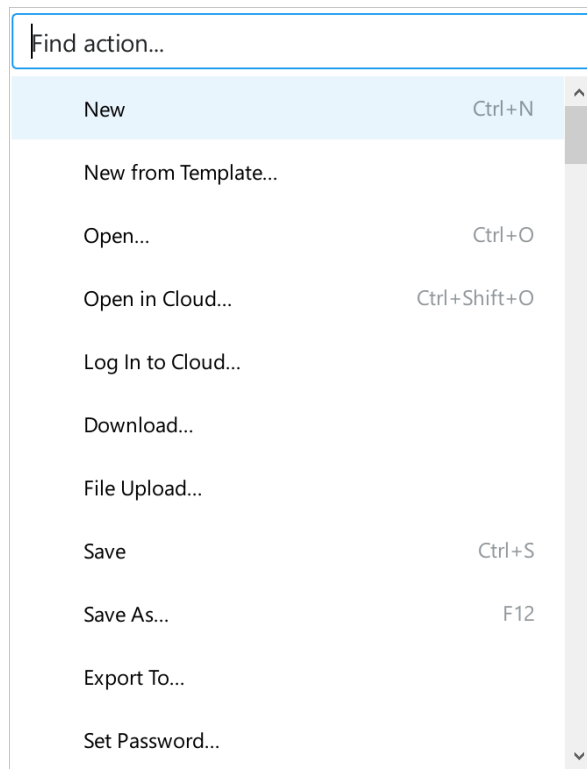 Find action...
New Ctrl+N
New from Template...
Open... Ctrl+O
Open in Cloud... Ctrl+Shift+O
Log In to Cloud...
Download...
File Upload...
Save Ctrl+S
Save As... F12
Export To...
Set Password...